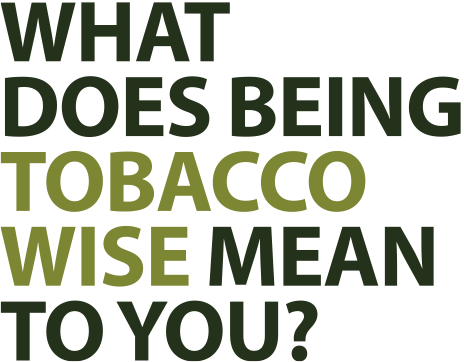 WHAT
DOES BEING
TOBACCO
WISE MEAN
TO YOU?